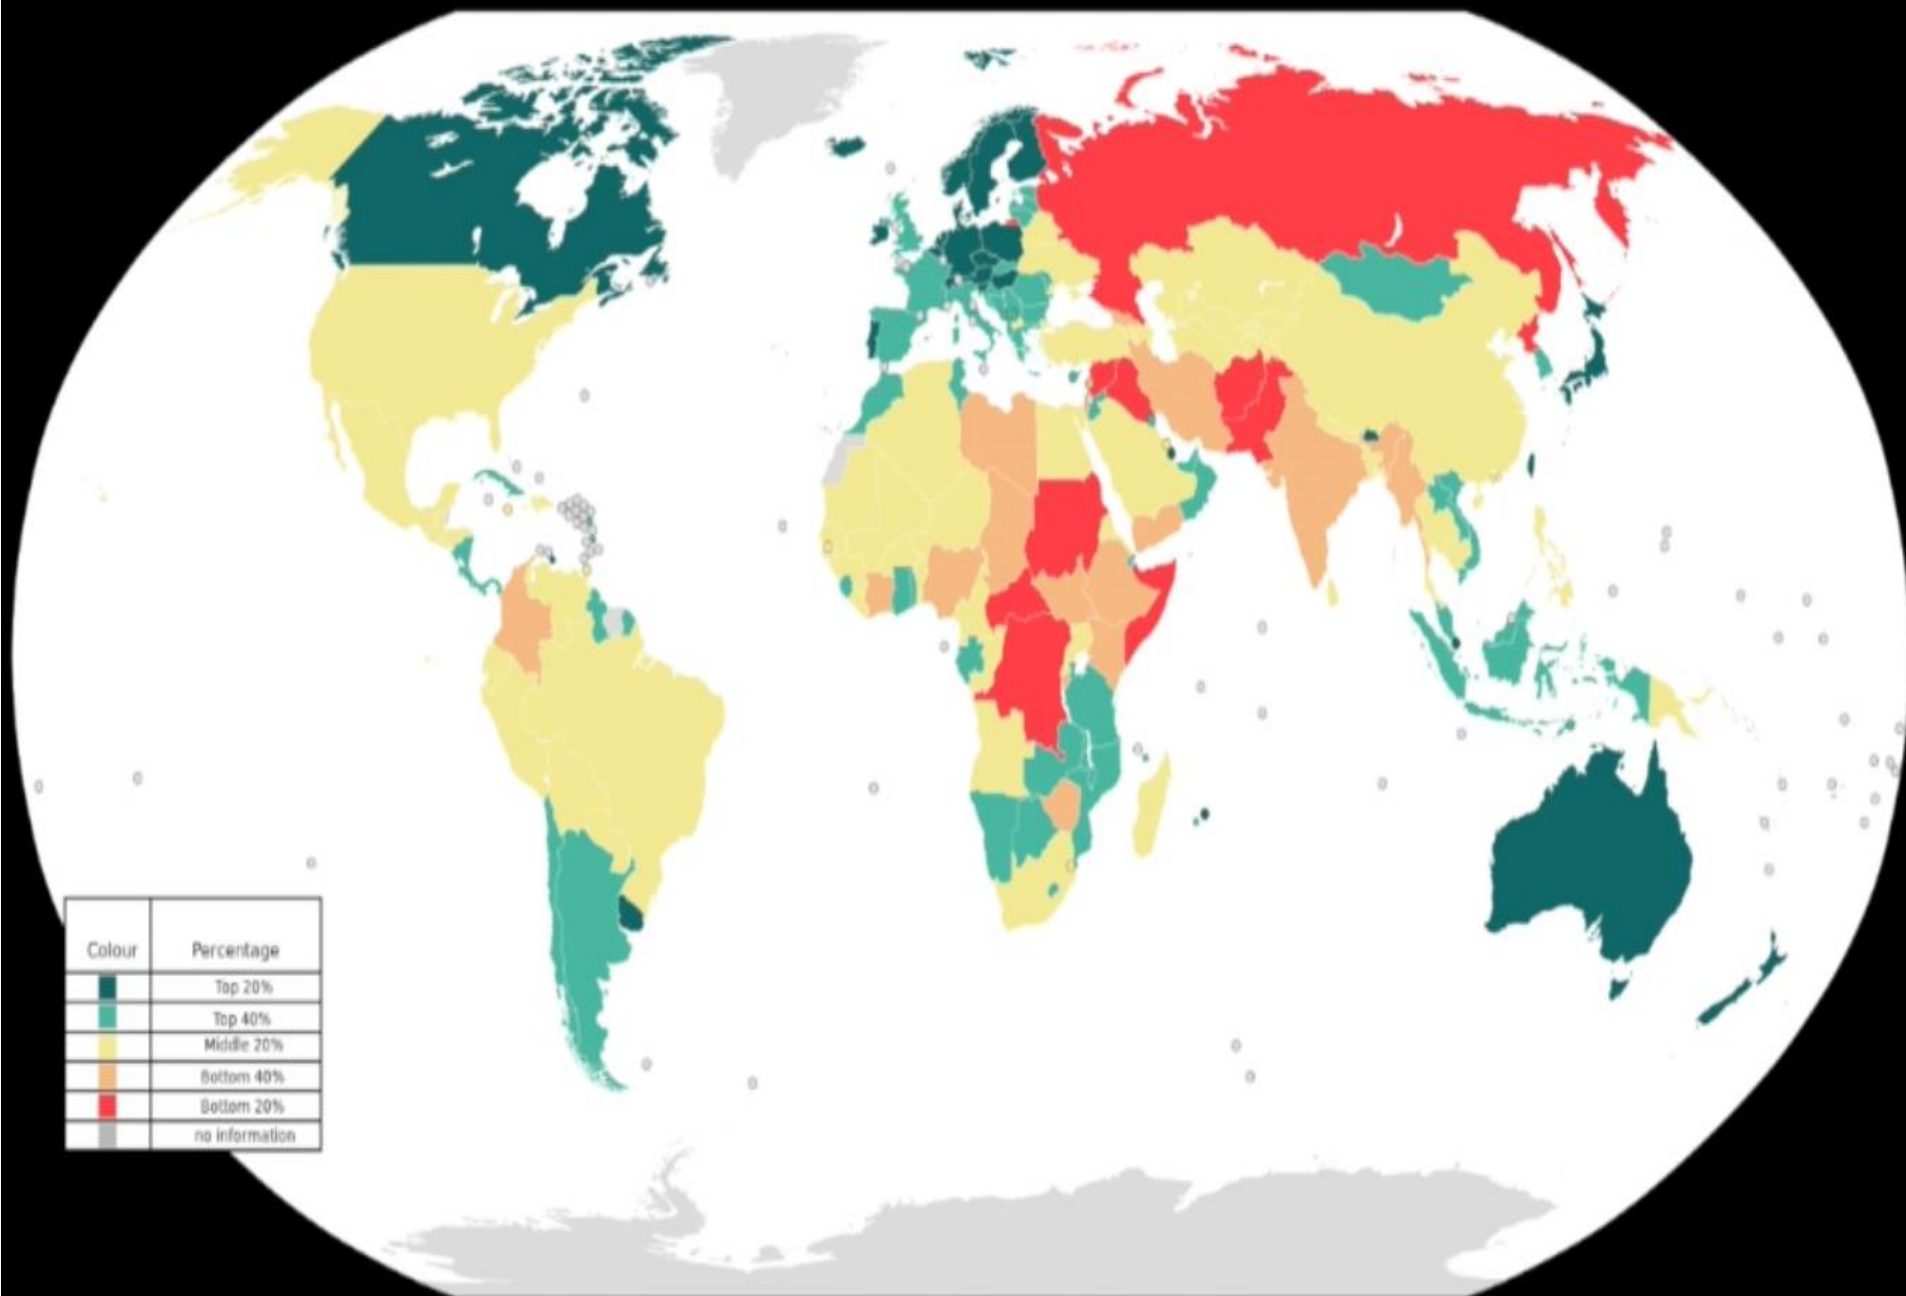 Colour Percentage
Top 20%
Top 40%
Middle 20%
Bottom 40%
Bottom 20%
no information